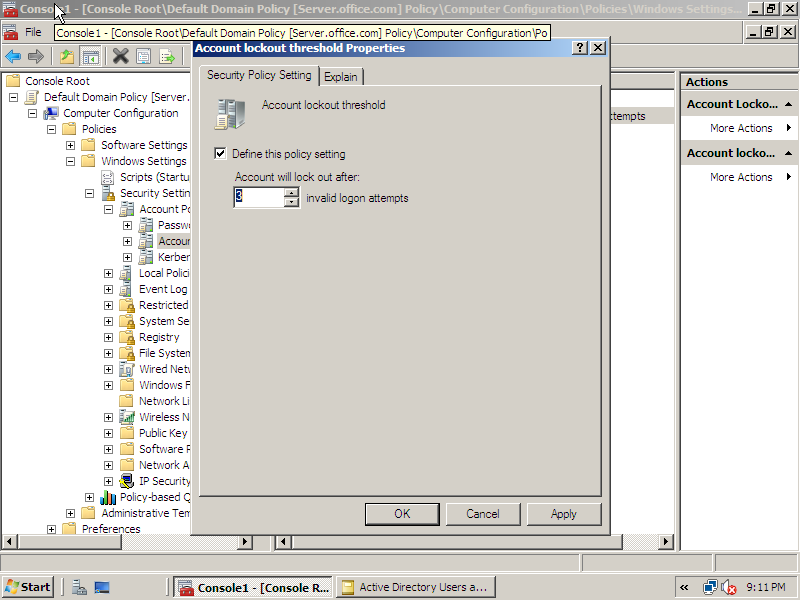 Console1 - [Console Root\Default Domain Policy [Server.office.com] Policy\Computer Configuration\Policies\Windows Settings...
File
Console1 - [Console Root\Default Domain Policy [Server.office.com] Policy\Computer Configuration\Po
Account lockout threshold Properties
Security Policy Setting
Explain
Account lockout threshold
Define this policy setting
Account will lock out after:
3
invalid logon attempts
OK
Cancel
Apply
Console Root
Default Domain Policy [Server.
Computer Configuration
Policies
Software Settings
Windows Settings
Scripts (Startu
Security Settin
Account Po
Passw
Accour
Kerber
Local Polici
Event Log
Restricted
System Se
Registry
File System
Wired Netw
Windows F
Network Li
Wireless N
Public Key
Software R
Network A
IP Security
Policy-based Q
Administrative Tem
Preferences
ttempts
Actions
Account Locko...
More Actions
Account locko...
More Actions
Start
Console1 - [Console R...
Active Directory Users a...
9:11 PM